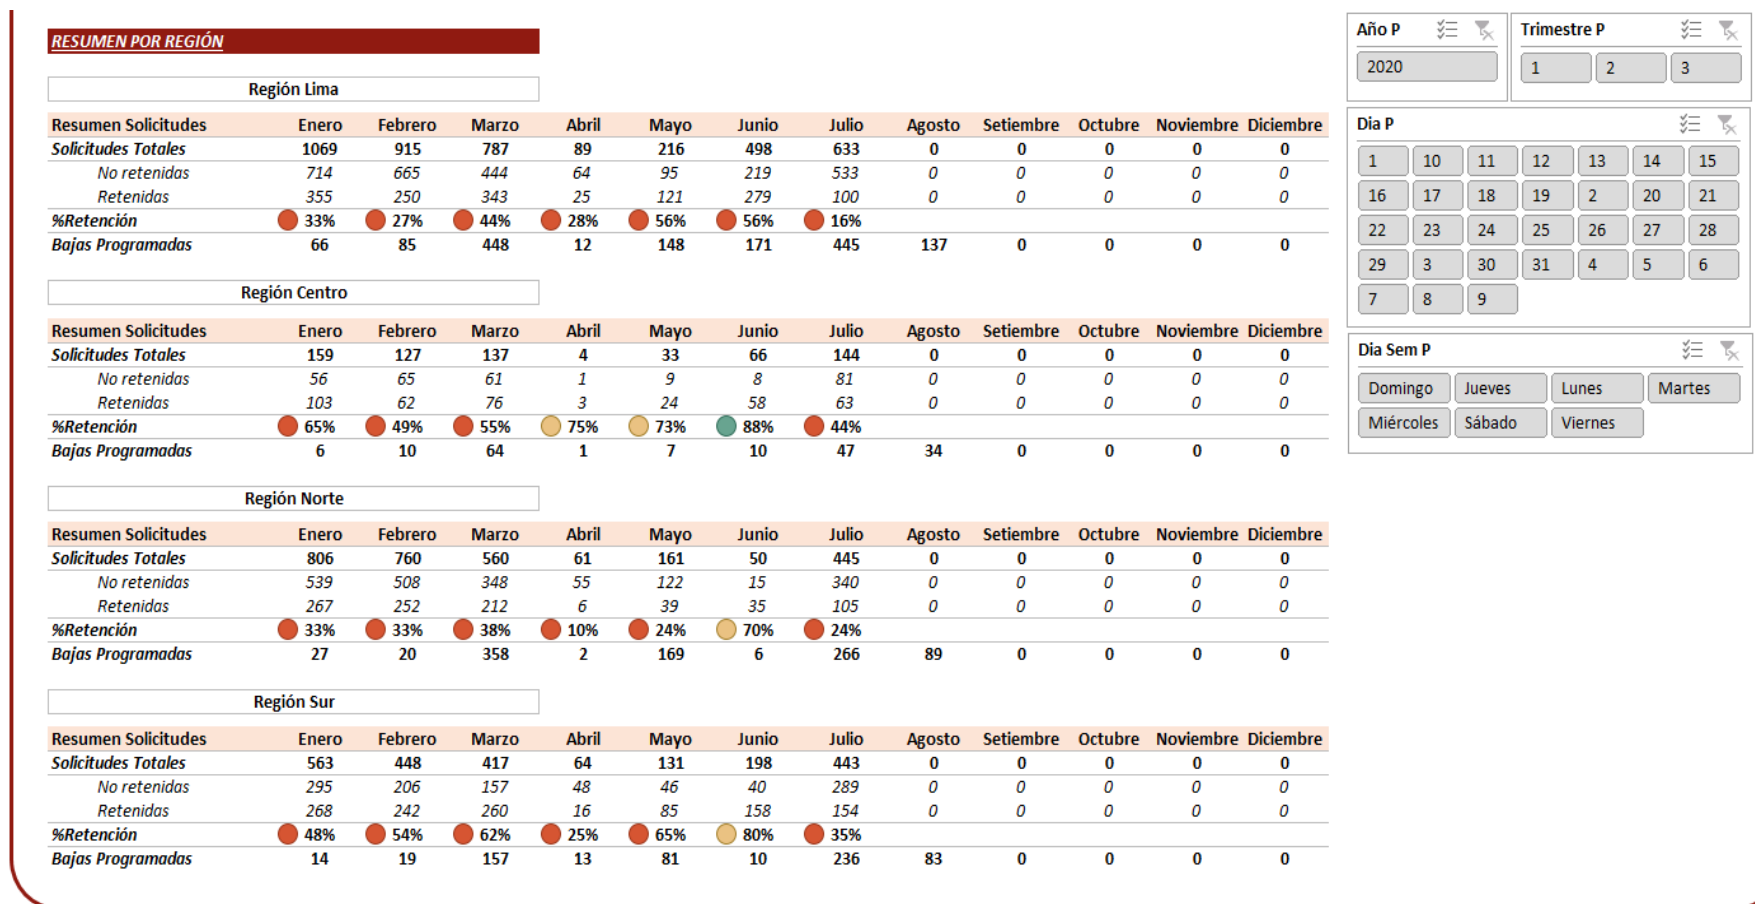 RESUMEN POR REGIÓN
Región Lima
Resumen Solicitudes Enero Febrero Marzo Abril Mayo Junio Julio Agosto Setiembre Octubre Noviembre Diciembre
Solicitudes Totales 1069 915 787 89 216 498 633 0 0 0 0 0
No retenidas 714 665 444 64 95 219 533 0 0 0 0 0
Retenidas 355 250 343 25 121 279 100 0 0 0 0 0
%Retención 33% 27% 44% 28% 56% 56% 16%
Bajas Programadas 66 85 448 12 148 171 445 137 0 0 0 0
Región Centro
Resumen Solicitudes Enero Febrero Marzo Abril Mayo Junio Julio Agosto Setiembre Octubre Noviembre Diciembre
Solicitudes Totales 159 127 137 4 33 66 144 0 0 0 0 0
No retenidas 56 65 61 1 9 8 81 0 0 0 0 0
Retenidas 103 62 76 3 24 58 63 0 0 0 0 0
%Retención 65% 49% 55% 75% 73% 88% 44%
Bajas Programadas 6 10 64 1 7 10 47 34 0 0 0 0
Región Norte
Resumen Solicitudes Enero Febrero Marzo Abril Mayo Junio Julio Agosto Setiembre Octubre Noviembre Diciembre
Solicitudes Totales 806 760 560 61 161 50 445 0 0 0 0 0
No retenidas 539 508 348 55 122 15 340 0 0 0 0 0
Retenidas 267 252 212 6 39 35 105 0 0 0 0 0
%Retención 33% 33% 38% 10% 24% 70% 24%
Bajas Programadas 27 20 358 2 169 6 266 89 0 0 0 0
Región Sur
Resumen Solicitudes Enero Febrero Marzo Abril Mayo Junio Julio Agosto Setiembre Octubre Noviembre Diciembre
Solicitudes Totales 563 448 417 64 131 198 443 0 0 0 0 0
No retenidas 295 206 157 48 46 40 289 0 0 0 0 0
Retenidas 268 242 260 16 85 158 154 0 0 0 0 0
%Retención 48% 54% 62% 25% 65% 80% 35%
Bajas Programadas 14 19 157 13 81 10 236 83 0 0 0 0
Año P
2020
Trimestre P
1 2 3
Dia P
1 10 11 12 13 14 15
16 17 18 19 2 20 21
22 23 24 25 26 27 28
29 3 30 31 4 5 6
7 8 9
Dia Sem P
Domingo Jueves Lunes Martes
Miércoles Sábado Viernes